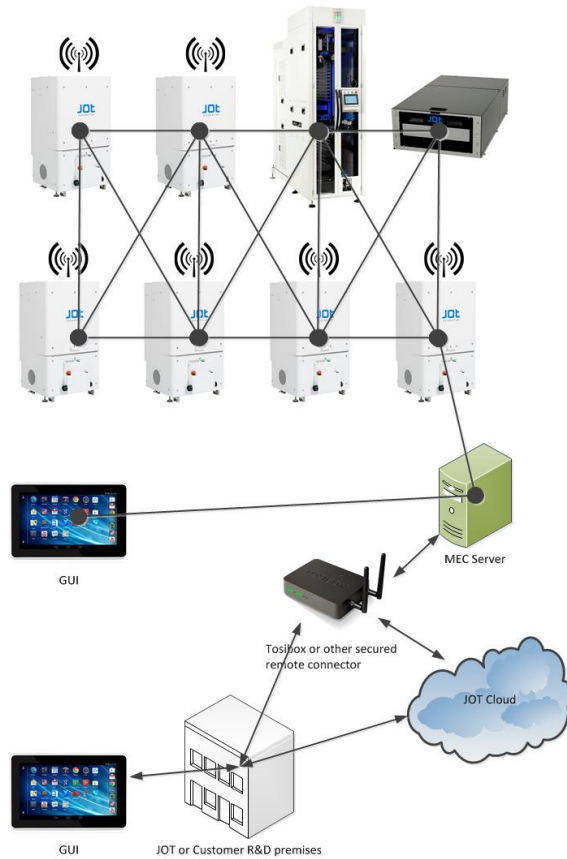 JOT
JOT
JOT
JOT
JOT
JOT
JOT
GUI
MEC Server
Tosibox or other secured
remote connector
JOT Cloud
GUI
JOT or Customer R&D premises